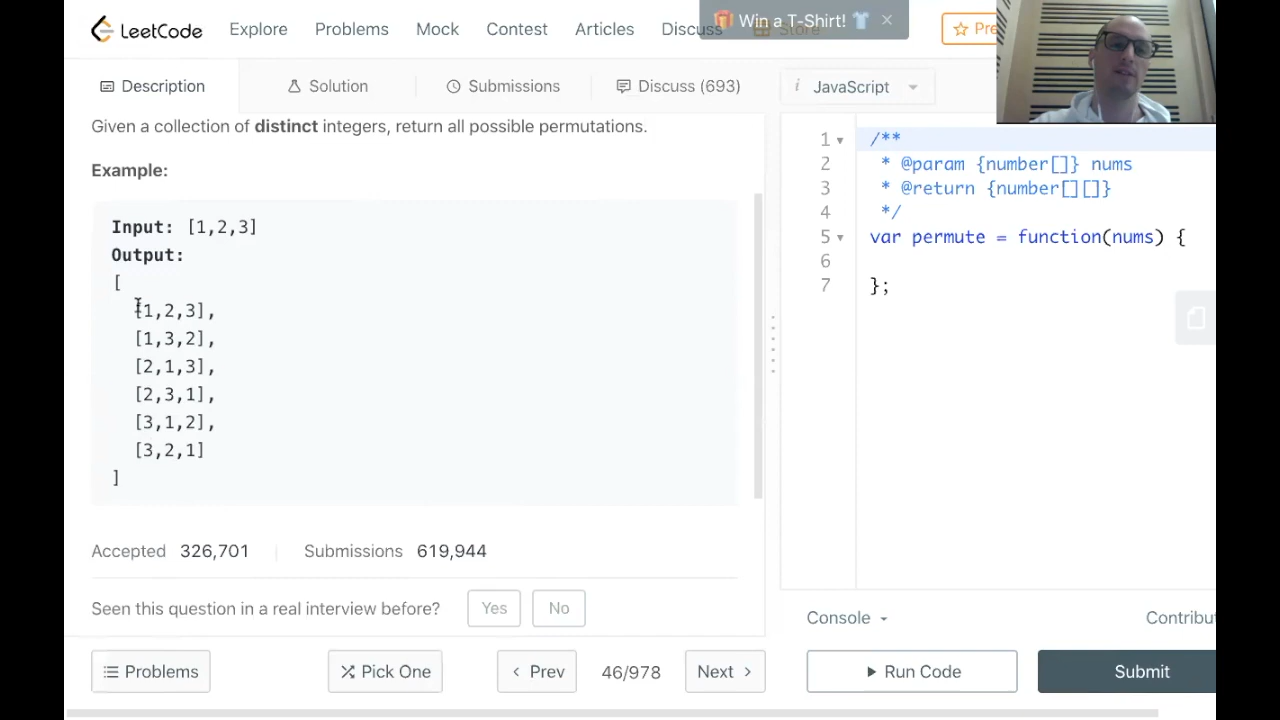 LeetCode Explore Problems Mock Contest Articles Discuss Store
🎁 Win a T-Shirt! 👕 ×
Description Solution Submissions Discuss (693)
i JavaScript
Given a collection of distinct integers, return all possible permutations.
Example:
Input: [1,2,3]
Output:
[
[1,2,3],
[1,3,2],
[2,1,3],
[2,3,1],
[3,1,2],
[3,2,1]
]
Accepted 326,701 Submissions 619,944
Seen this question in a real interview before? Yes No
Problems Pick One < Prev 46/978 Next >
1 /**
2 * @param {number[]} nums
3 * @return {number[][]}
4 */
5 var permute = function(nums) {
6
7 };
Console
Run Code Submit